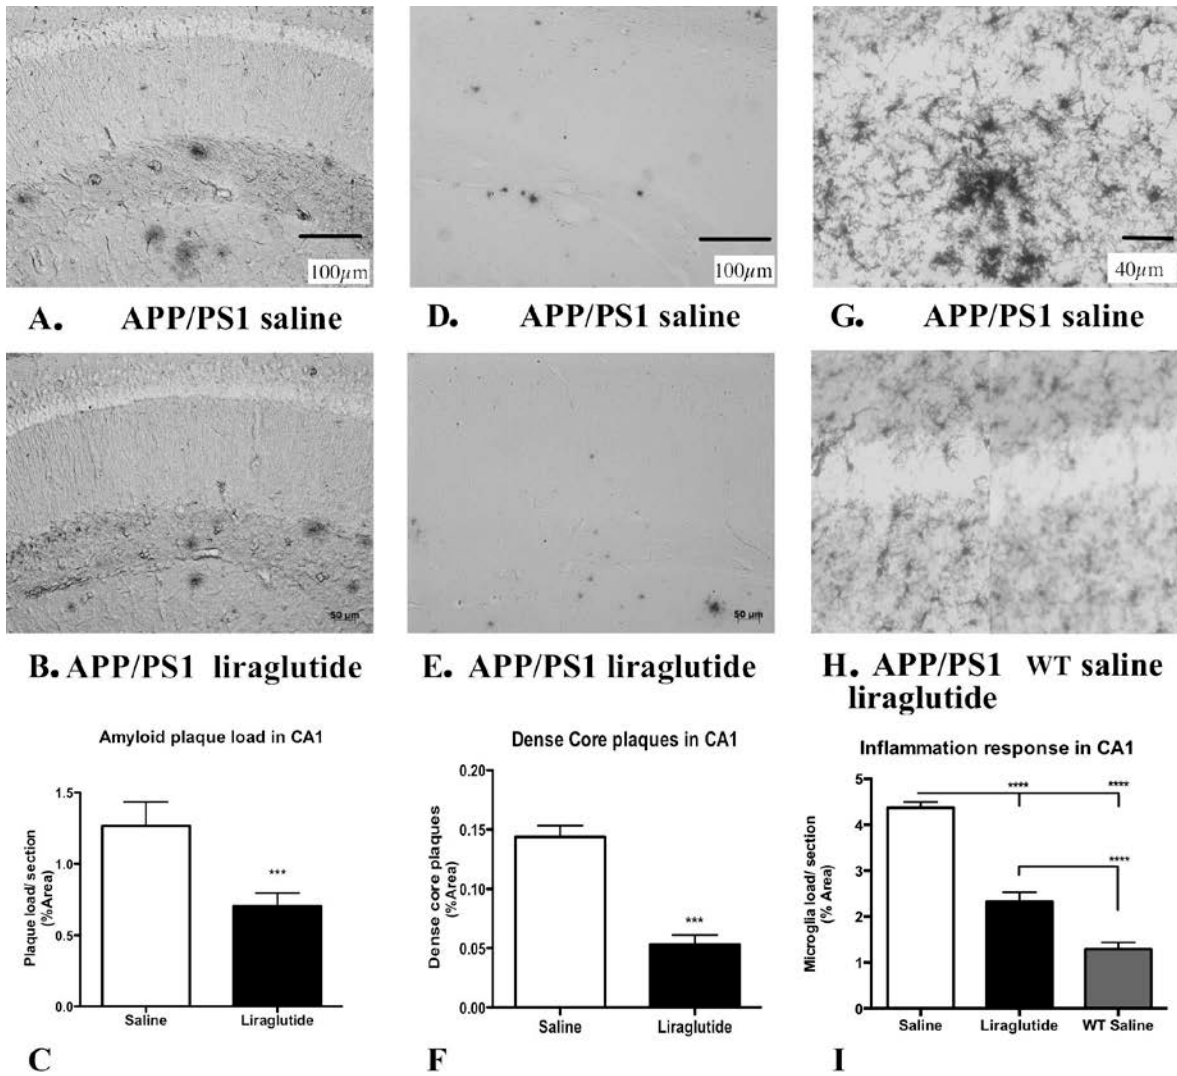 100µm
100µm
40µm
A. APP/PS1 saline
D. APP/PS1 saline
G. APP/PS1 saline
50 µm
50 µm
B. APP/PS1 liraglutide
E. APP/PS1 liraglutide
H. APP/PS1 WT saline
liraglutide
Amyloid plaque load in CA1
Plaque load/ section
(%Area)
1.5
1.0
0.5
0.0
***
Saline
Liraglutide
C
Dense Core plaques in CA1
Dense core plaques
(%Area)
0.20
0.15
0.10
0.05
0.00
***
Saline
Liraglutide
F
Inflammation response in CA1
Microglia load/ section
(% Area)
5
4
3
2
1
0
****
****
****
Saline
Liraglutide
WT Saline
I